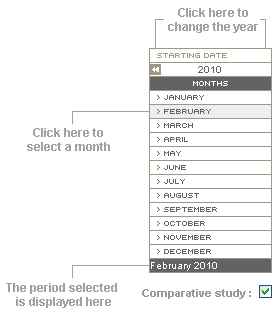 Click here to
change the year
STARTING DATE
2010
MONTHS
> JANUARY
> FEBRUARY
> MARCH
> APRIL
> MAY
> JUNE
> JULY
> AUGUST
> SEPTEMBER
> OCTOBER
> NOVEMBER
> DECEMBER
February 2010
Click here to
select a month
The period selected
is displayed here
Comparative study :